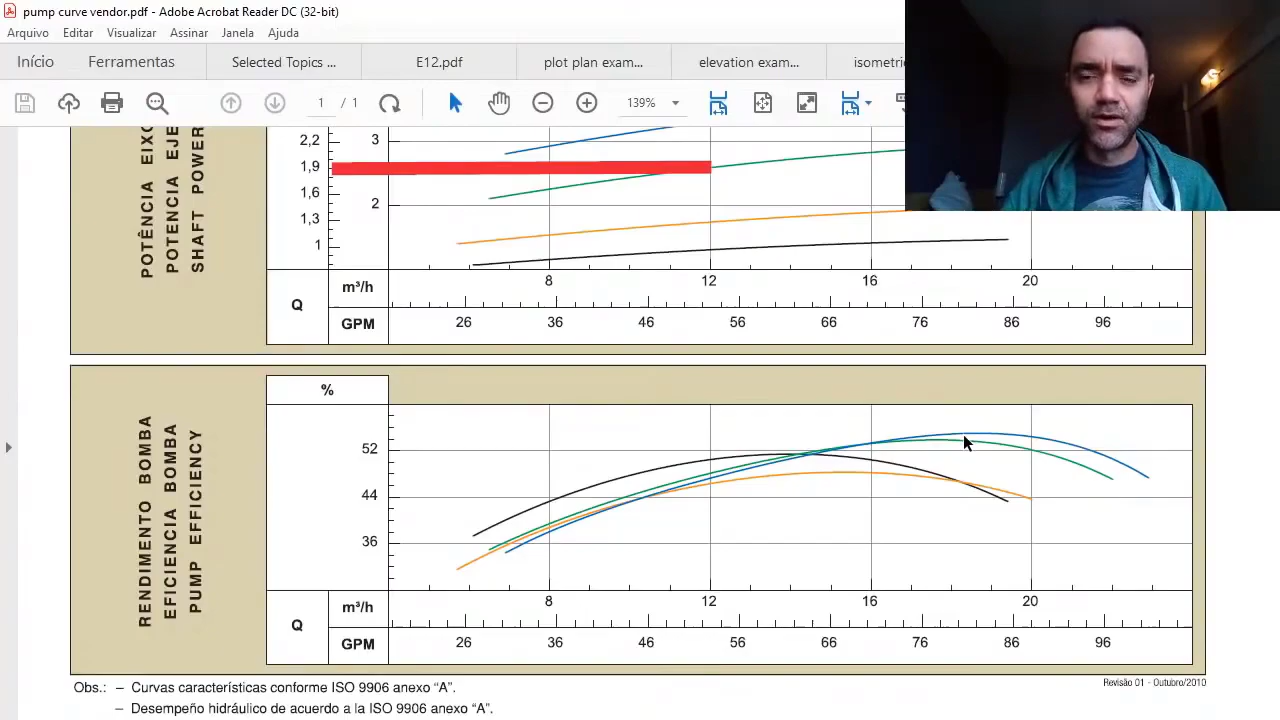 pump curve vendor.pdf - Adobe Acrobat Reader DC (32-bit)
Arquivo Editar Visualizar Assinar Janela Ajuda
Início Ferramentas Selected Topics ... E12.pdf plot plan exam... elevation exam...
1 / 1 139%
POTÊNCIA EIXO
POTENCIA EJE
SHAFT POWER
2,2
1,9
1,6
1,3
1
3
2
Q
m³/h 8 12 16 20
GPM 26 36 46 56 66 76 86 96
RENDIMENTO BOMBA
EFICIENCIA BOMBA
PUMP EFFICIENCY
%
52
44
36
Q
m³/h 8 12 16 20
GPM 26 36 46 56 66 76 86 96
Obs.: – Curvas características conforme ISO 9906 anexo “A”.
Revisão 01 - Outubro/2010
– Desempeño hidráulico de acuerdo a la ISO 9906 anexo “A”.